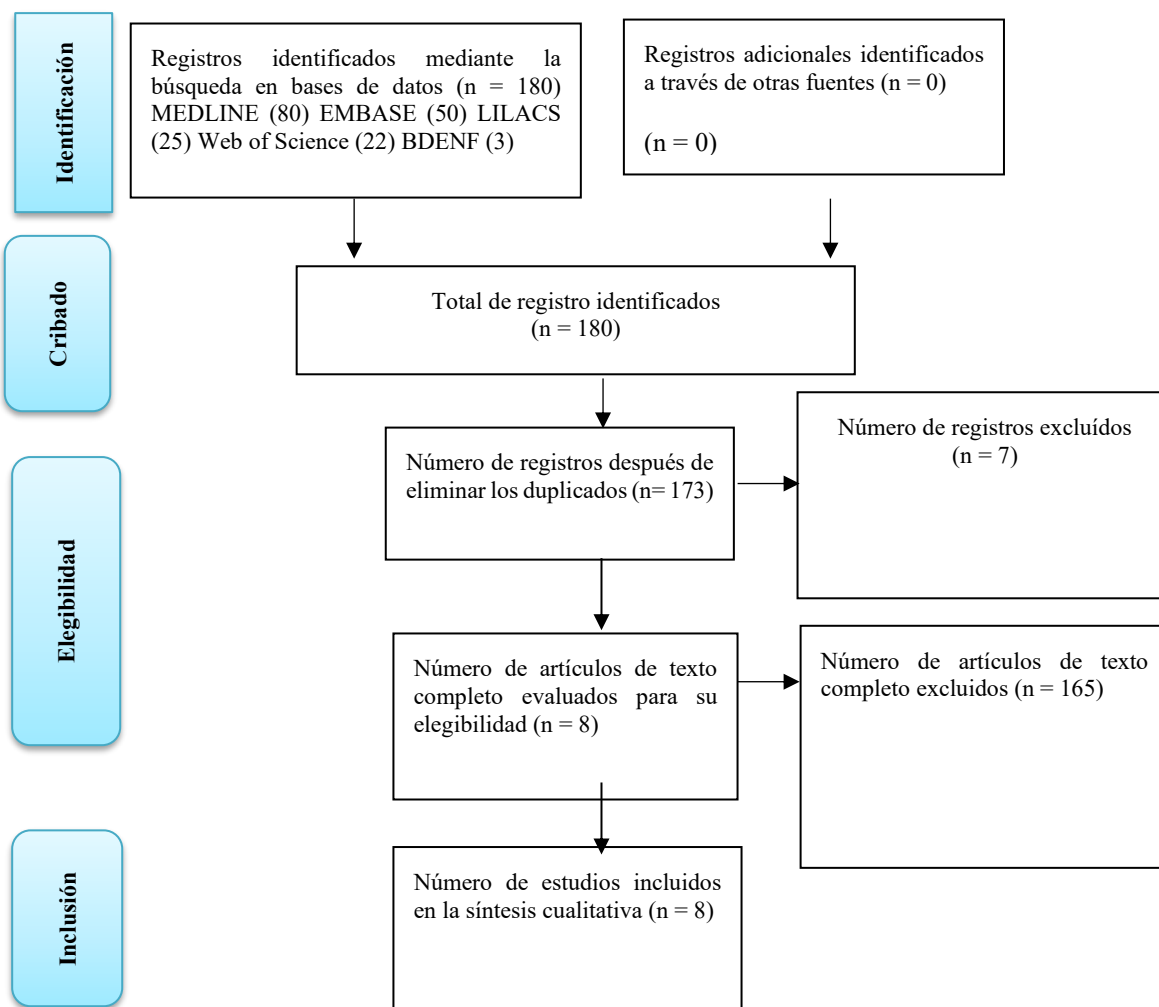 Identificación
Registros identificados mediante la
búsqueda en bases de datos (n = 180)
MEDLINE (80) EMBASE (50) LILACS
(25) Web of Science (22) BDENF (3)
Registros adicionales identificados
a través de otras fuentes (n = 0)
(n = 0)
Cribado
Total de registro identificados
(n = 180)
Número de registros después de
eliminar los duplicados (n= 173)
Número de registros excluídos
(n = 7)
Elegibilidad
Número de artículos de texto
completo evaluados para su
elegibilidad (n = 8)
Número de artículos de texto
completo excluidos (n = 165)
Inclusión
Número de estudios incluidos
en la síntesis cualitativa (n = 8)